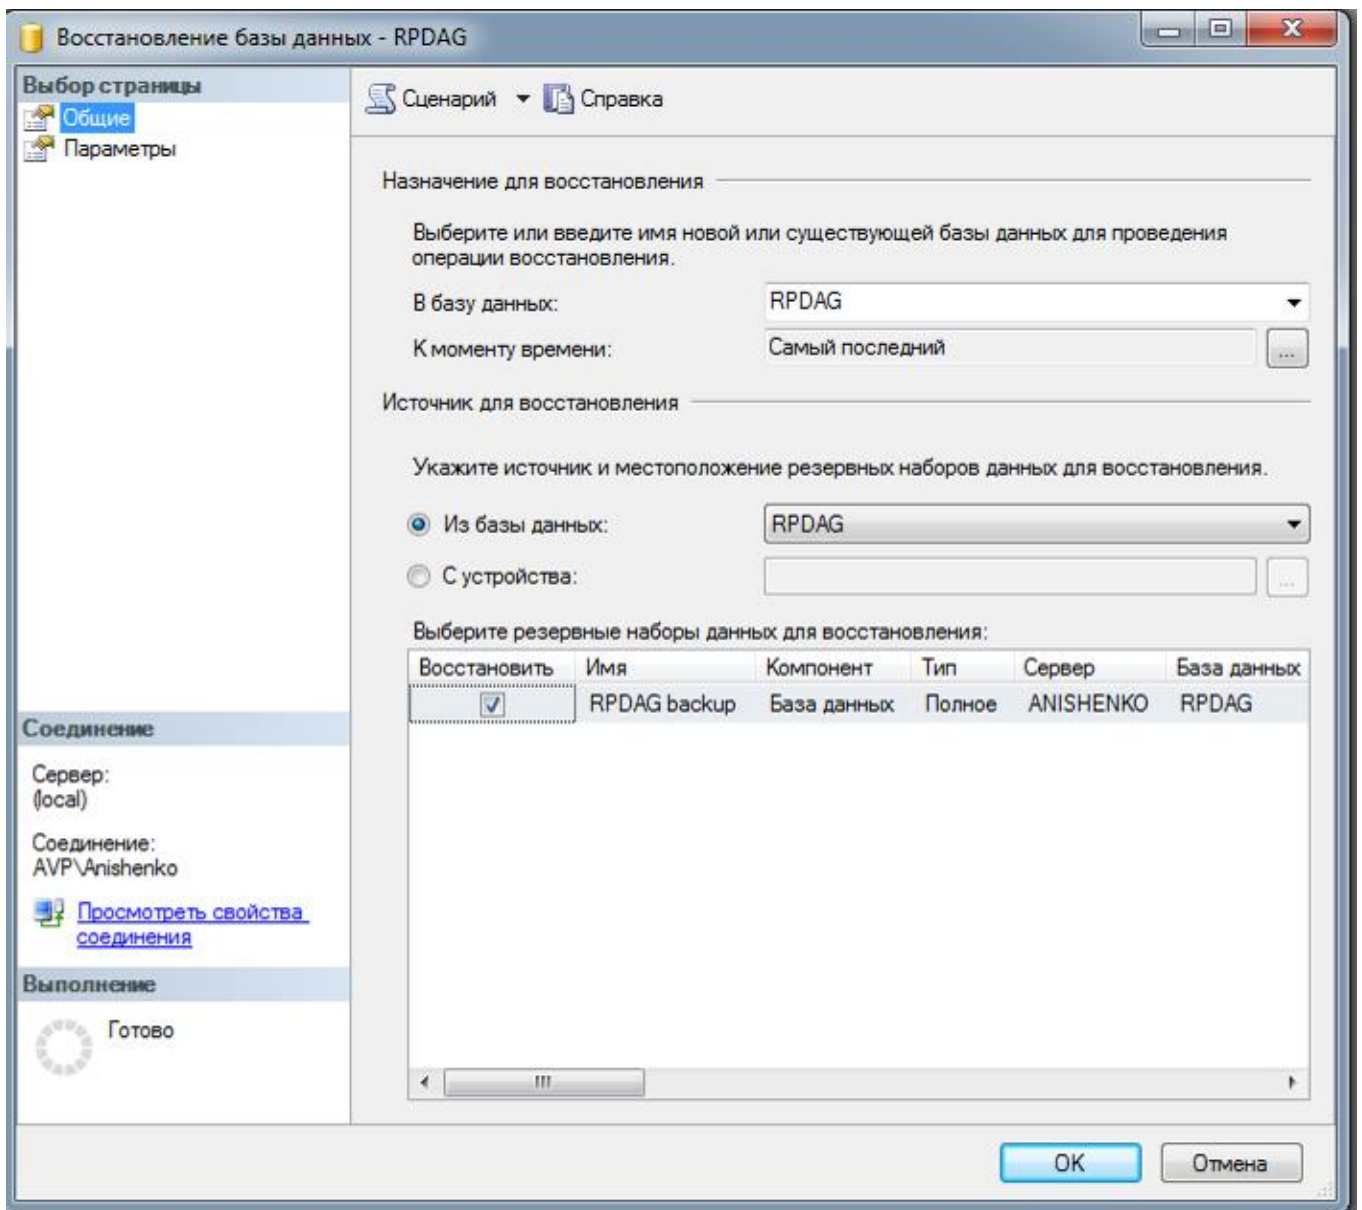 Восстановление базы данных - RPDAG
Выбор страницы
Общие
Параметры
Сценарий
Справка
Назначение для восстановления
Выберите или введите имя новой или существующей базы данных для проведения
операции восстановления.
В базу данных:
RPDAG
К моменту времени:
Самый последний
...
Источник для восстановления
Укажите источник и местоположение резервных наборов данных для восстановления.
Из базы данных:
RPDAG
С устройства:
...
Выберите резервные наборы данных для восстановления:
Восстановить Имя Компонент Тип Сервер База данных
RPDAG backup База данных Полное ANISHENKO RPDAG
Соединение
Сервер:
(local)
Соединение:
AVP\Anishenko
Просмотреть свойства
соединения
Выполнение
Готово
OK
Отмена